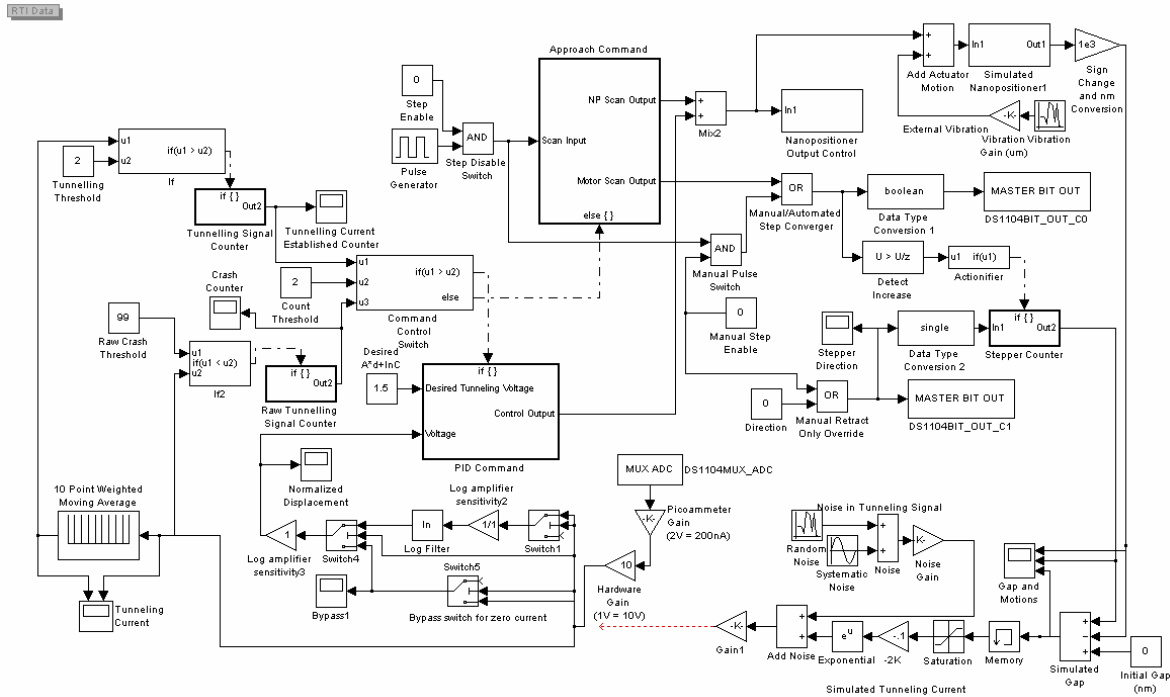 RTI Data
Approach Command
0
Step
Enable
Pulse
Generator
AND
Step Disable
Switch
Scan Input
NP Scan Output
Motor Scan Output
else { }
+
+
Mix2
In1
Nanopositioner
Output Control
+
+
Add Actuator
Motion
In1
Out1
Simulated
Nanopositioner1
1e3
Sign
Change
and nm
Conversion
External Vibration
-K-
Vibration
Gain (um)
Vibration
u1
u2
if(u1 > u2)
If
2
Tunnelling
Threshold
if { }
Out2
Tunnelling Signal
Counter
Tunnelling Current
Established Counter
Crash
Counter
2
Count
Threshold
u1
u2
u3
if(u1 > u2)
else
Command
Control
Switch
99
Raw Crash
Threshold
u1
if(u1 < u2)
u2
If2
if { }
Out2
Raw Tunnelling
Signal Counter
Desired
A*d+lnC
1.5
if { }
Desired Tunneling Voltage
Control Output
Voltage
PID Command
OR
Manual/Automated
Step Converger
boolean
Data Type
Conversion 1
MASTER BIT OUT
DS1104BIT_OUT_C0
AND
Manual Pulse
Switch
U > U/z
Detect
Increase
u1
if(u1)
Actionifier
0
Manual Step
Enable
Stepper
Direction
single
Data Type
Conversion 2
if { }
In1
Out2
Stepper Counter
0
Direction
OR
Manual Retract
Only Override
MASTER BIT OUT
DS1104BIT_OUT_C1
10 Point Weighted
Moving Average
Tunneling
Current
Normalized
Displacement
Log amplifier
sensitivity2
1
Log amplifier
sensitivity3
Switch4
ln
Log Filter
1/1
Switch1
Switch5
Bypass1
Bypass switch for zero current
MUX ADC
DS1104MUX_ADC
-K-
Picoammeter
Gain
(2V = 200nA)
10
Hardware
Gain
(1V = 10V)
Noise in Tunneling Signal
Random
Noise
Systematic
Noise
+
+
Noise
K-
Noise
Gain
Gap and
Motions
-K-
Gain1
+
+
Add Noise
e^u
Exponential
-.1
-2K
Saturation
Memory
+
−
+
Simulated
Gap
0
Initial Gap
(nm)
Simulated Tunneling Current